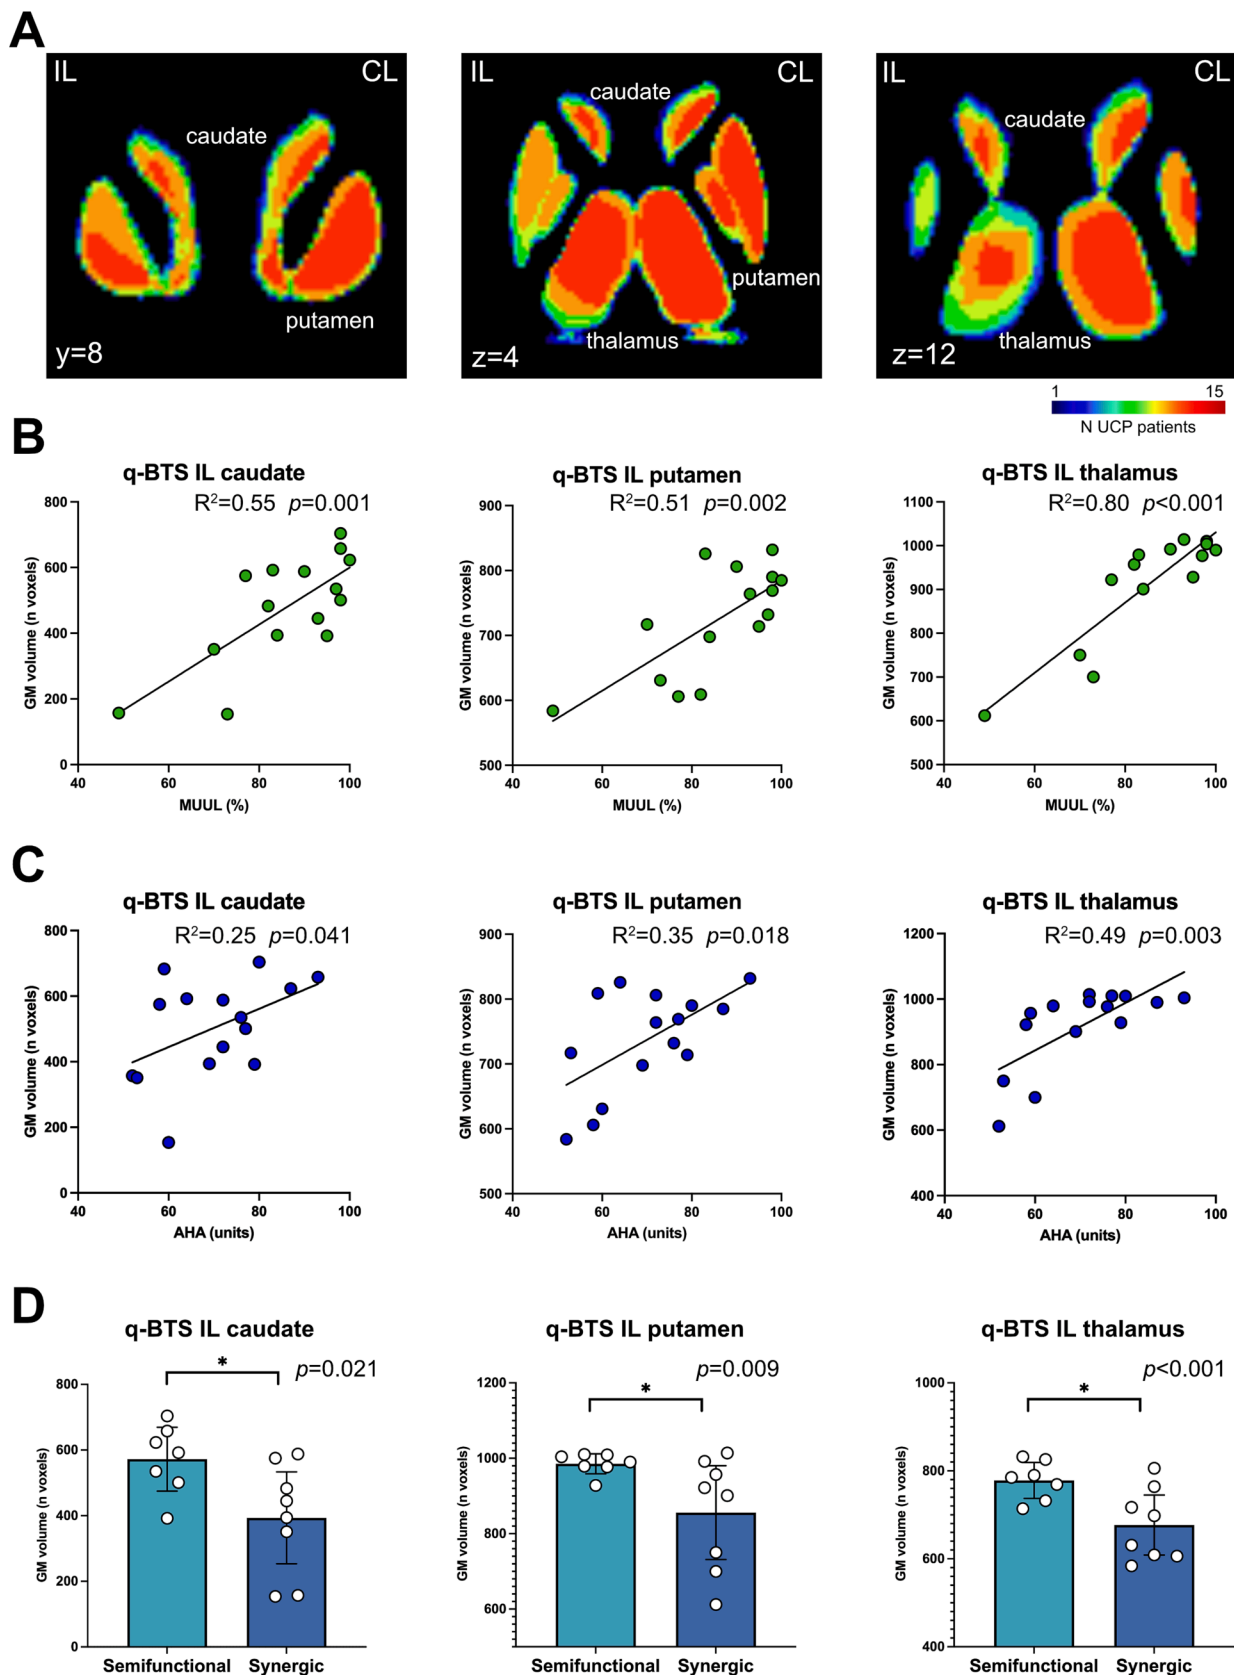 A
IL CL
caudate
putamen
y=8
IL CL
caudate
putamen
thalamus
z=4
IL CL
caudate
thalamus
z=12
1 15
N UCP patients
B
q-BTS IL caudate
R²=0.55 p=0.001
GM volume (n voxels)
800
600
400
200
0
40 60 80 100
MUUL (%)
q-BTS IL putamen
R²=0.51 p=0.002
GM volume (n voxels)
900
800
700
600
500
40 60 80 100
MUUL (%)
q-BTS IL thalamus
R²=0.80 p<0.001
GM volume (n voxels)
1100
1000
900
800
700
600
500
40 60 80 100
MUUL (%)
C
q-BTS IL caudate
R²=0.25 p=0.041
GM volume (n voxels)
800
600
400
200
0
40 60 80 100
AHA (units)
q-BTS IL putamen
R²=0.35 p=0.018
GM volume (n voxels)
900
800
700
600
500
40 60 80 100
AHA (units)
q-BTS IL thalamus
R²=0.49 p=0.003
GM volume (n voxels)
1200
1000
800
600
400
40 60 80 100
AHA (units)
D
q-BTS IL caudate
* p=0.021
GM volume (n voxels)
800
600
400
200
0
Semifunctional Synergic
q-BTS IL putamen
p=0.009
*
GM volume (n voxels)
1200
1000
800
600
Semifunctional Synergic
q-BTS IL thalamus
p<0.001
*
GM volume (n voxels)
1000
800
600
400
Semifunctional Synergic